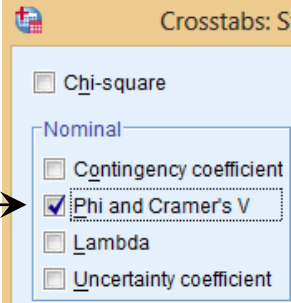 Crosstabs: S
Chi-square
Nominal
Contingency coefficient
Phi and Cramer's V
Lambda
Uncertainty coefficient